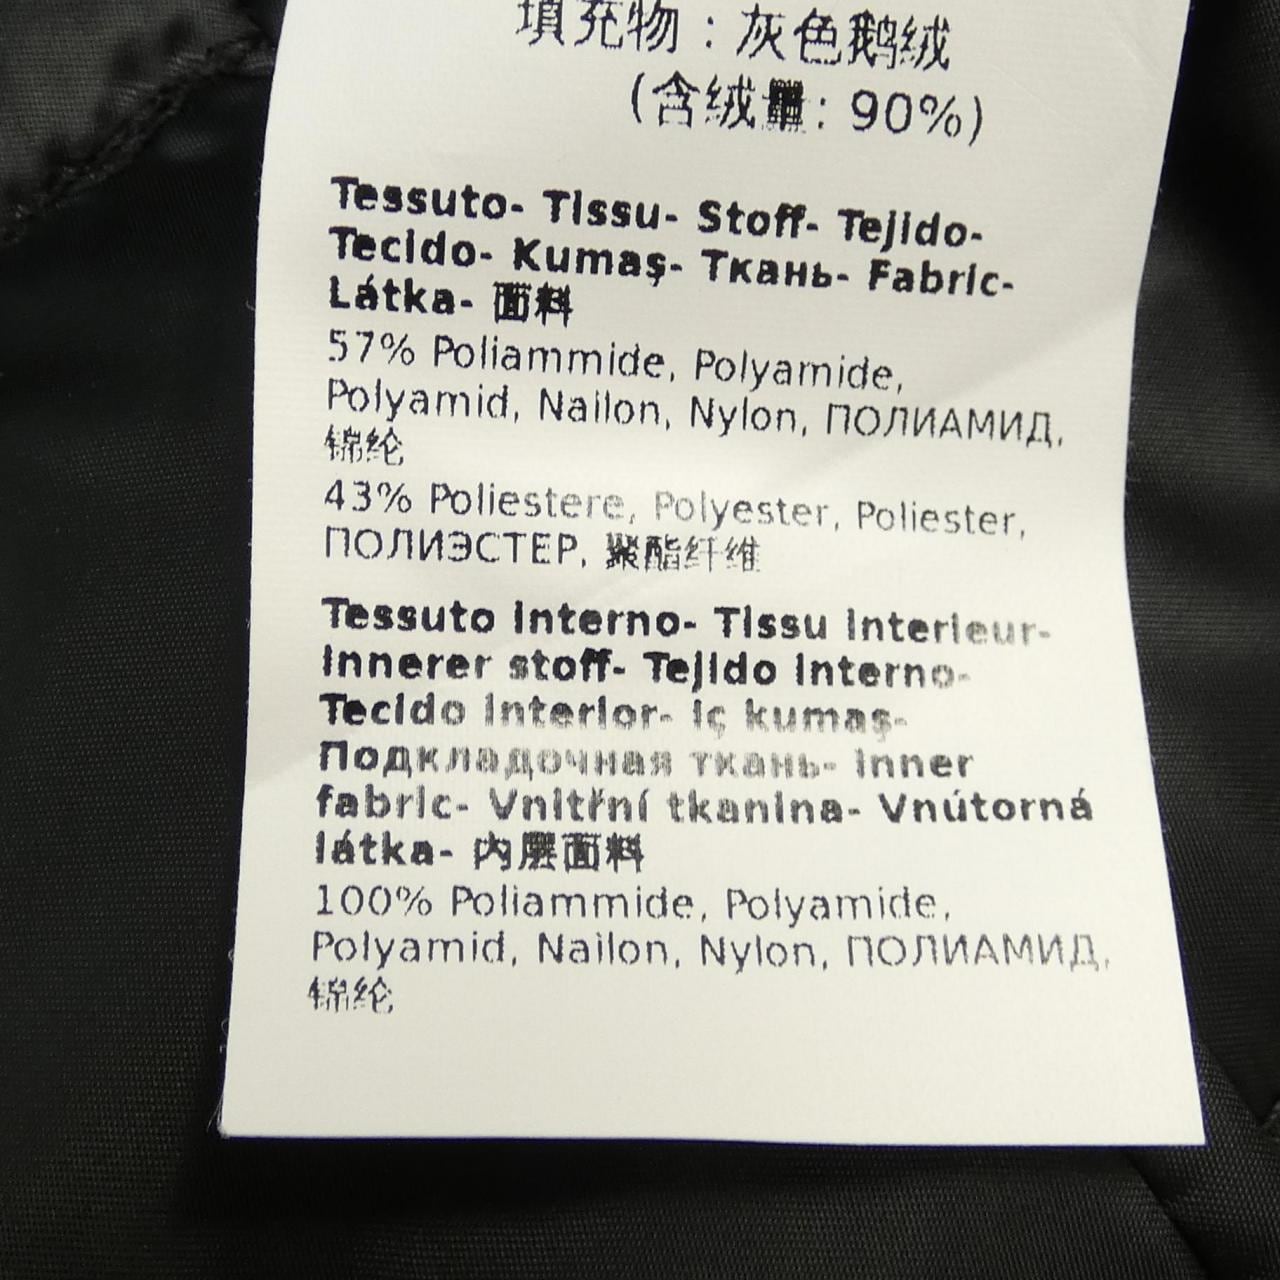 填充物：灰色鹅绒
(含绒量: 90%)
Tessuto- Tissu- Stoff- Tejido-
Tecido- Kumaş- Ткань- Fabric-
Látka- 面料
57% Poliammide, Polyamide,
Polyamid, Nailon, Nylon, ПОЛИАМИД,
锦纶
43% Poliestere, Polyester, Poliester,
ПОЛИЭСТЕР, 聚酯纤维
Tessuto interno- Tissu interieur-
Innerer stoff- Tejido interno-
Tecido interior- iç kumaş-
Подкладочная ткань- inner
fabric- Vnitřní tkanina- Vnútorná
látka- 内层面料
100% Poliammide, Polyamide,
Polyamid, Nailon, Nylon, ПОЛИАМИД,
锦纶